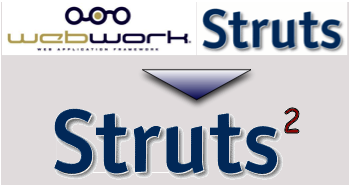 webwork
WEB APPLICATION FRAMEWORK
Struts
Struts2